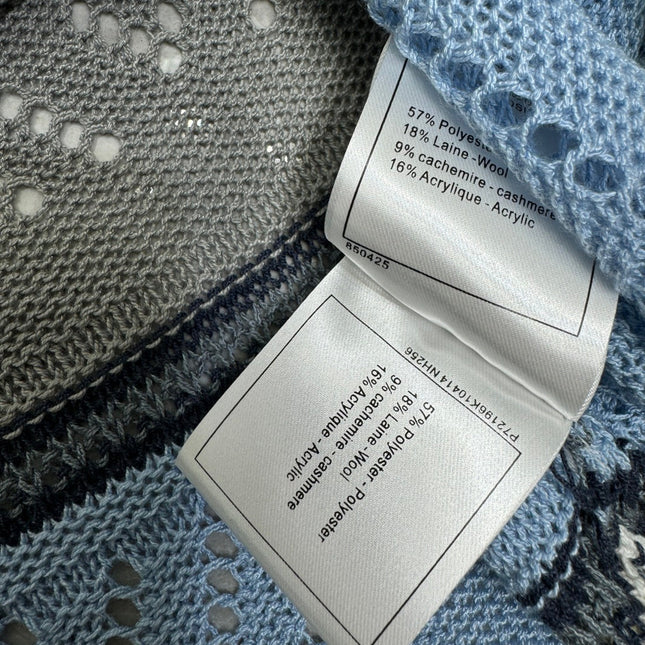 57% Polyeste
18% Laine -Wool
9% cachemire - cashmere
16% Acrylique - Acrylic
850425
P72196K10414 NH256
57% Polyester - Polyester
18% Laine -Wool
9% cachemire - cashmere
16% Acrylique - Acrylic